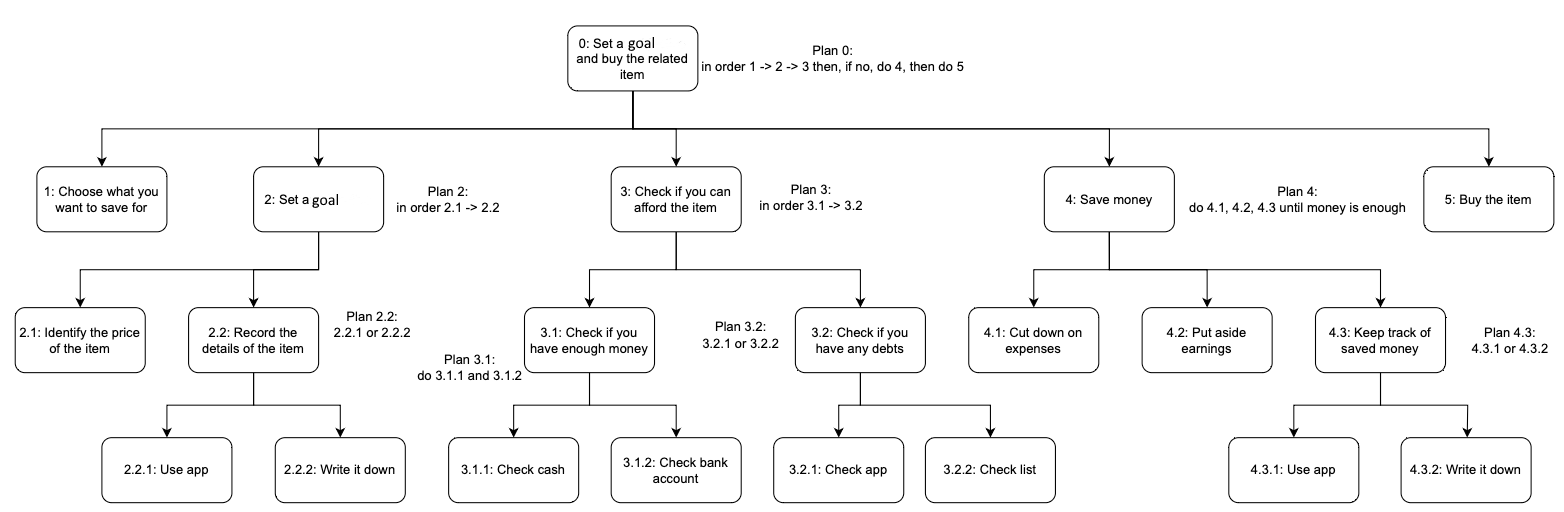 0: Set a goal
and buy the related
item
Plan 0:
in order 1 -> 2 -> 3 then, if no, do 4, then do 5
1: Choose what you
want to save for
2: Set a goal
Plan 2:
in order 2.1 -> 2.2
3: Check if you can
afford the item
Plan 3:
in order 3.1 -> 3.2
4: Save money
Plan 4:
do 4.1, 4.2, 4.3 until money is enough
5: Buy the item
2.1: Identify the price
of the item
2.2: Record the
details of the item
Plan 2.2:
2.2.1 or 2.2.2
Plan 3.1:
do 3.1.1 and 3.1.2
3.1: Check if you
have enough money
Plan 3.2:
3.2.1 or 3.2.2
3.2: Check if you
have any debts
4.1: Cut down on
expenses
4.2: Put aside
earnings
4.3: Keep track of
saved money
Plan 4.3:
4.3.1 or 4.3.2
2.2.1: Use app
2.2.2: Write it down
3.1.1: Check cash
3.1.2: Check bank
account
3.2.1: Check app
3.2.2: Check list
4.3.1: Use app
4.3.2: Write it down